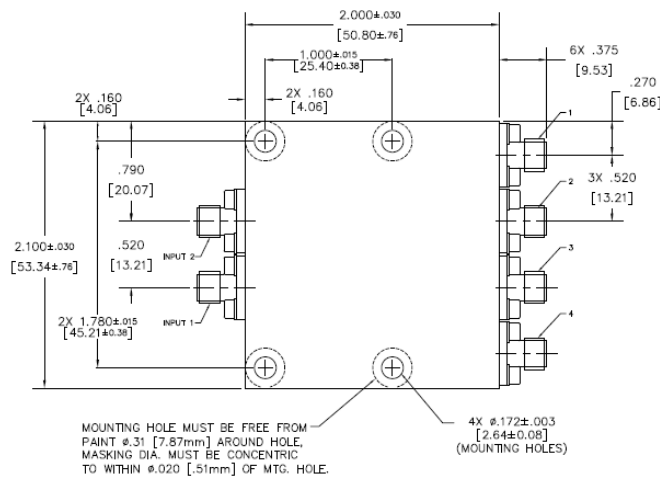 2.000±.030
[50.80±.76]
1.000±.015
[25.40±0.38]
6X .375
[9.53]
.270
[6.86]
2X .160
[4.06]
2X .160
[4.06]
1
.790
[20.07]
3X .520
[13.21]
2
2.100±.030
[53.34±.76]
.520
[13.21]
INPUT 2
3
2X 1.780±.015
[45.21±0.38]
INPUT 1
4
MOUNTING HOLE MUST BE FREE FROM
PAINT ø.31 [7.87mm] AROUND HOLE,
MASKING DIA. MUST BE CONCENTRIC
TO WITHIN ø.020 [.51mm] OF MTG. HOLE.
4X ø.172±.003
[2.64±0.08]
(MOUNTING HOLES)